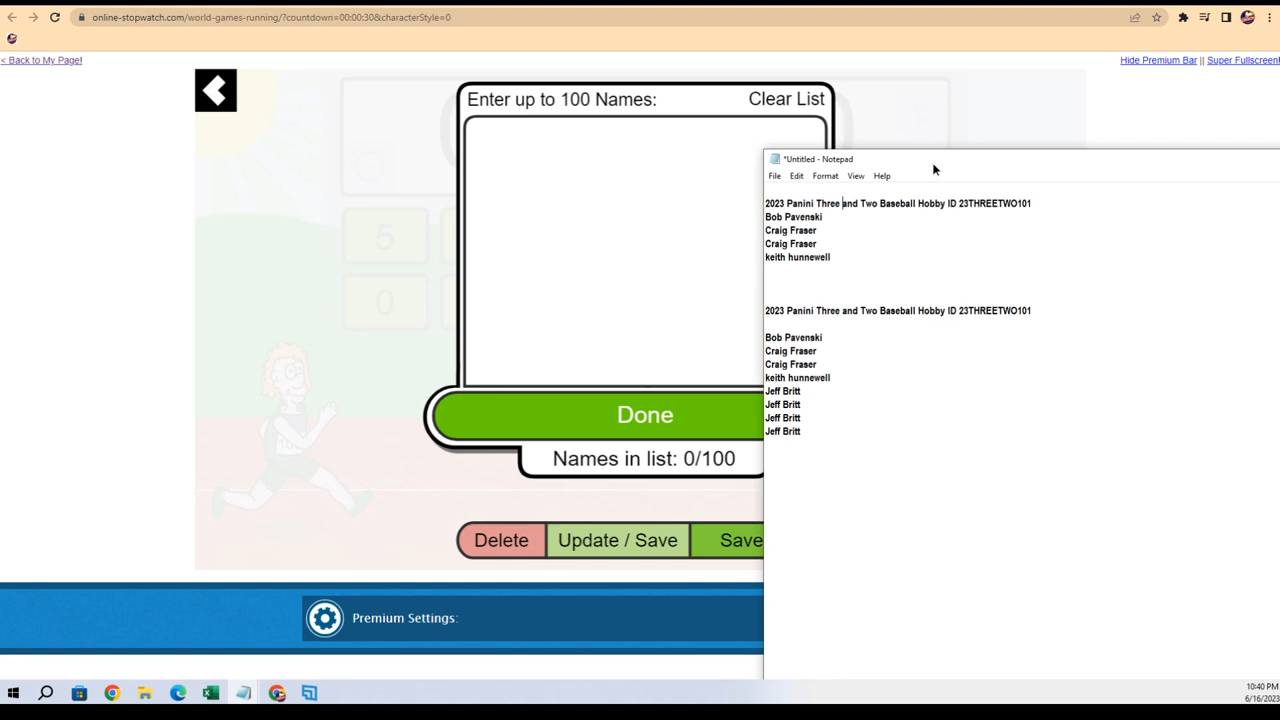 online-stopwatch.com/world-games-running/?countdown=00:00:30&characterStyle=0
< Back to My Page!
Hide Premium Bar || Super Fullscreen!
Enter up to 100 Names:
Clear List
5
0
Done
Names in list: 0/100
Delete
Update / Save
Save
Premium Settings:
*Untitled - Notepad
File Edit Format View Help
2023 Panini Three and Two Baseball Hobby ID 23THREETWO101
Bob Pavenski
Craig Fraser
Craig Fraser
keith hunnewell
2023 Panini Three and Two Baseball Hobby ID 23THREETWO101
Bob Pavenski
Craig Fraser
Craig Fraser
keith hunnewell
Jeff Britt
Jeff Britt
Jeff Britt
Jeff Britt
10:40 PM
6/16/2023